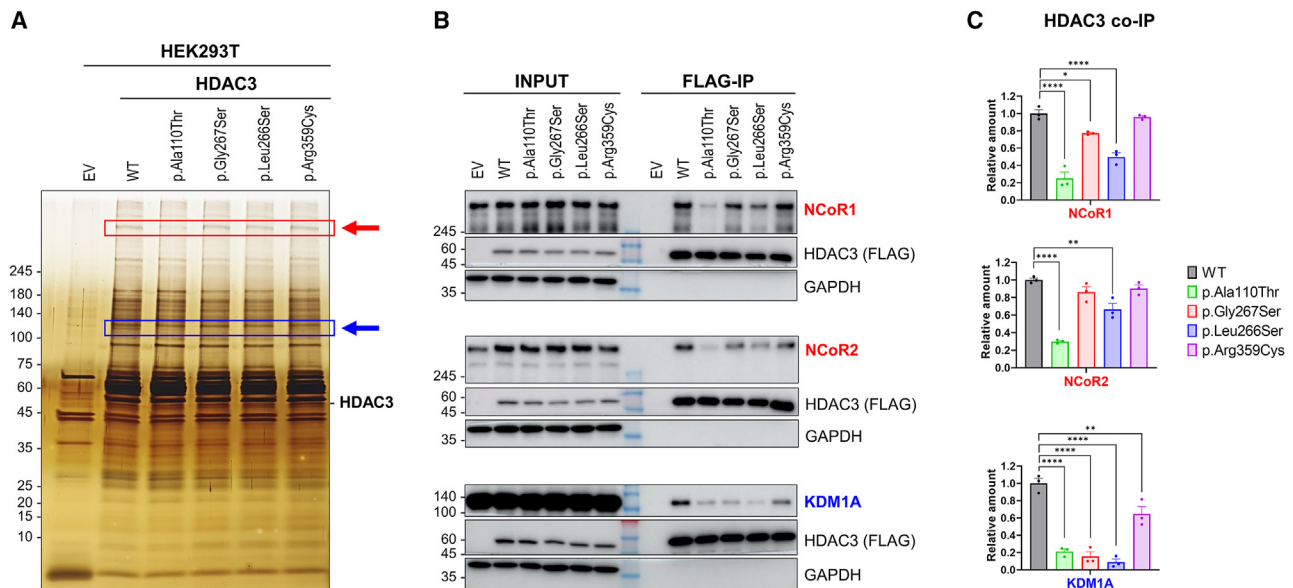 A
HEK293T
HDAC3
EV
WT
p.Ala110Thr
p.Gly267Ser
p.Leu266Ser
p.Arg359Cys
245
180
140
100
75
60
45
35
25
20
15
10
HDAC3
B
INPUT
FLAG-IP
EV
WT
p.Ala110Thr
p.Gly267Ser
p.Leu266Ser
p.Arg359Cys
EV
WT
p.Ala110Thr
p.Gly267Ser
p.Leu266Ser
p.Arg359Cys
NCoR1
245
60
45
HDAC3 (FLAG)
35
GAPDH
NCoR2
245
60
45
HDAC3 (FLAG)
35
GAPDH
140
100
KDM1A
60
45
HDAC3 (FLAG)
35
GAPDH
C
HDAC3 co-IP
****
*
****
Relative amount
1.2
1.0
0.8
0.6
0.4
0.2
0.0
NCoR1
**
****
Relative amount
1.2
1.0
0.8
0.6
0.4
0.2
0.0
NCoR2
WT
p.Ala110Thr
p.Gly267Ser
p.Leu266Ser
p.Arg359Cys
**
****
****
****
Relative amount
1.2
1.0
0.8
0.6
0.4
0.2
0.0
KDM1A